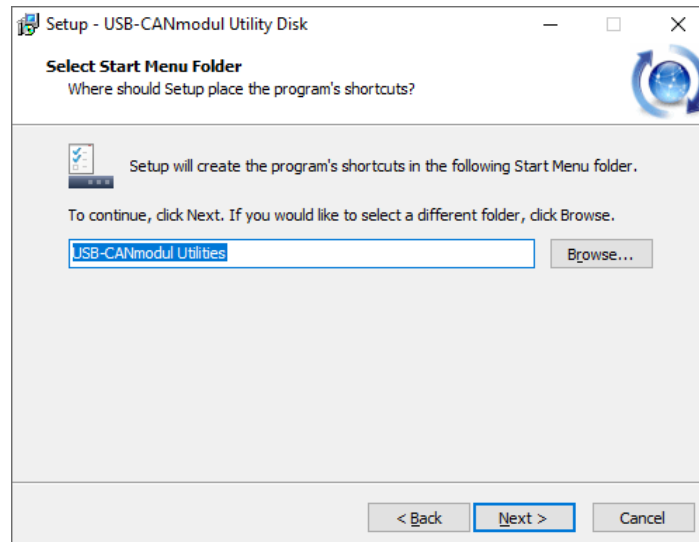 Setup - USB-CANmodul Utility Disk
Select Start Menu Folder
Where should Setup place the program's shortcuts?
Setup will create the program's shortcuts in the following Start Menu folder.
To continue, click Next. If you would like to select a different folder, click Browse.
USB-CANmodul Utilities
Browse...
< Back
Next >
Cancel